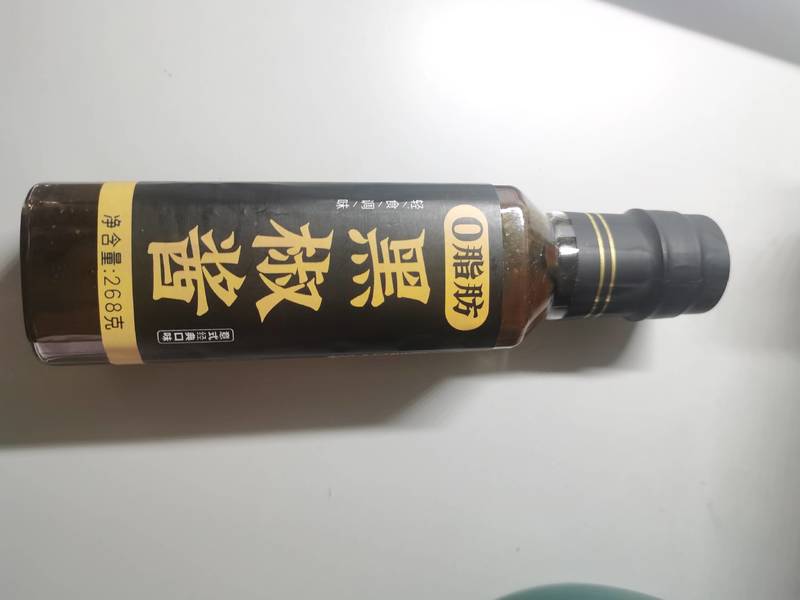 0脂肪
轻/食/调/味
黑椒酱
意式经典口味
净含量:268克